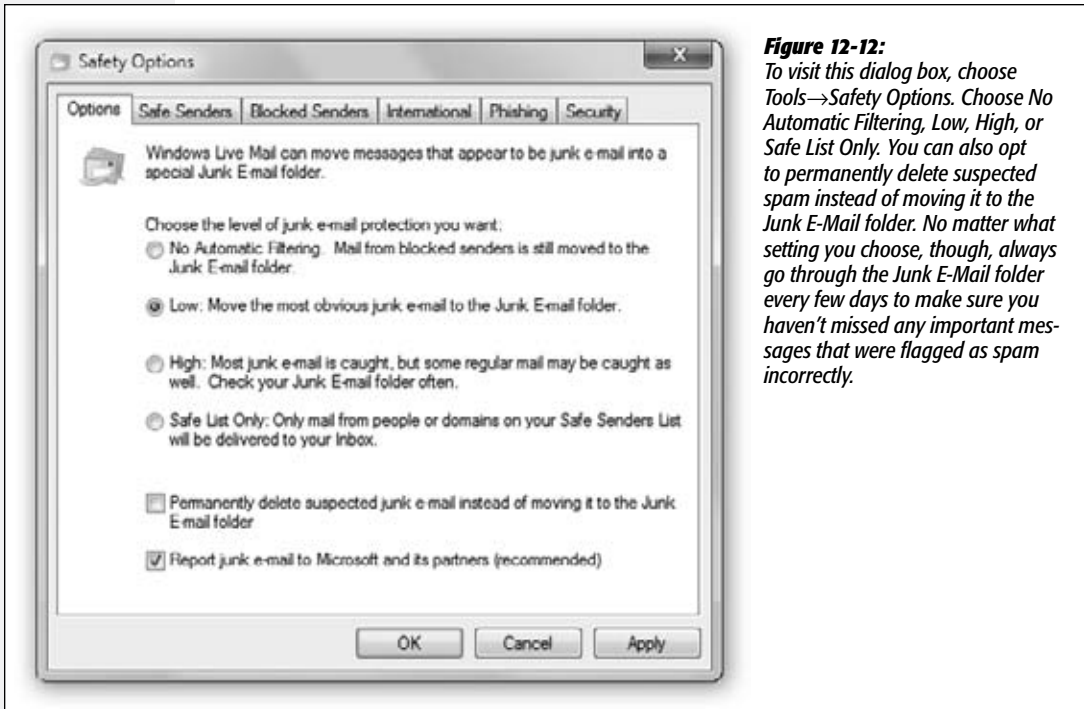 Safety Options
Options
Safe Senders
Blocked Senders
International
Phishing
Security
Windows Live Mail can move messages that appear to be junk e-mail into a
special Junk E-mail folder.
Choose the level of junk e-mail protection you want:
No Automatic Filtering. Mail from blocked senders is still moved to the
Junk E-mail folder.
Low: Move the most obvious junk e-mail to the Junk E-mail folder.
High: Most junk e-mail is caught, but some regular mail may be caught as
well. Check your Junk E-mail folder often.
Safe List Only: Only mail from people or domains on your Safe Senders List
will be delivered to your Inbox.
Permanently delete suspected junk e-mail instead of moving it to the Junk
E-mail folder
Report junk e-mail to Microsoft and its partners (recommended)
OK
Cancel
Apply
Figure 12-12:
To visit this dialog box, choose
Tools→Safety Options. Choose No
Automatic Filtering, Low, High, or
Safe List Only. You can also opt
to permanently delete suspected
spam instead of moving it to the
Junk E-Mail folder. No matter what
setting you choose, though, always
go through the Junk E-Mail folder
every few days to make sure you
haven't missed any important mes-
sages that were flagged as spam
incorrectly.